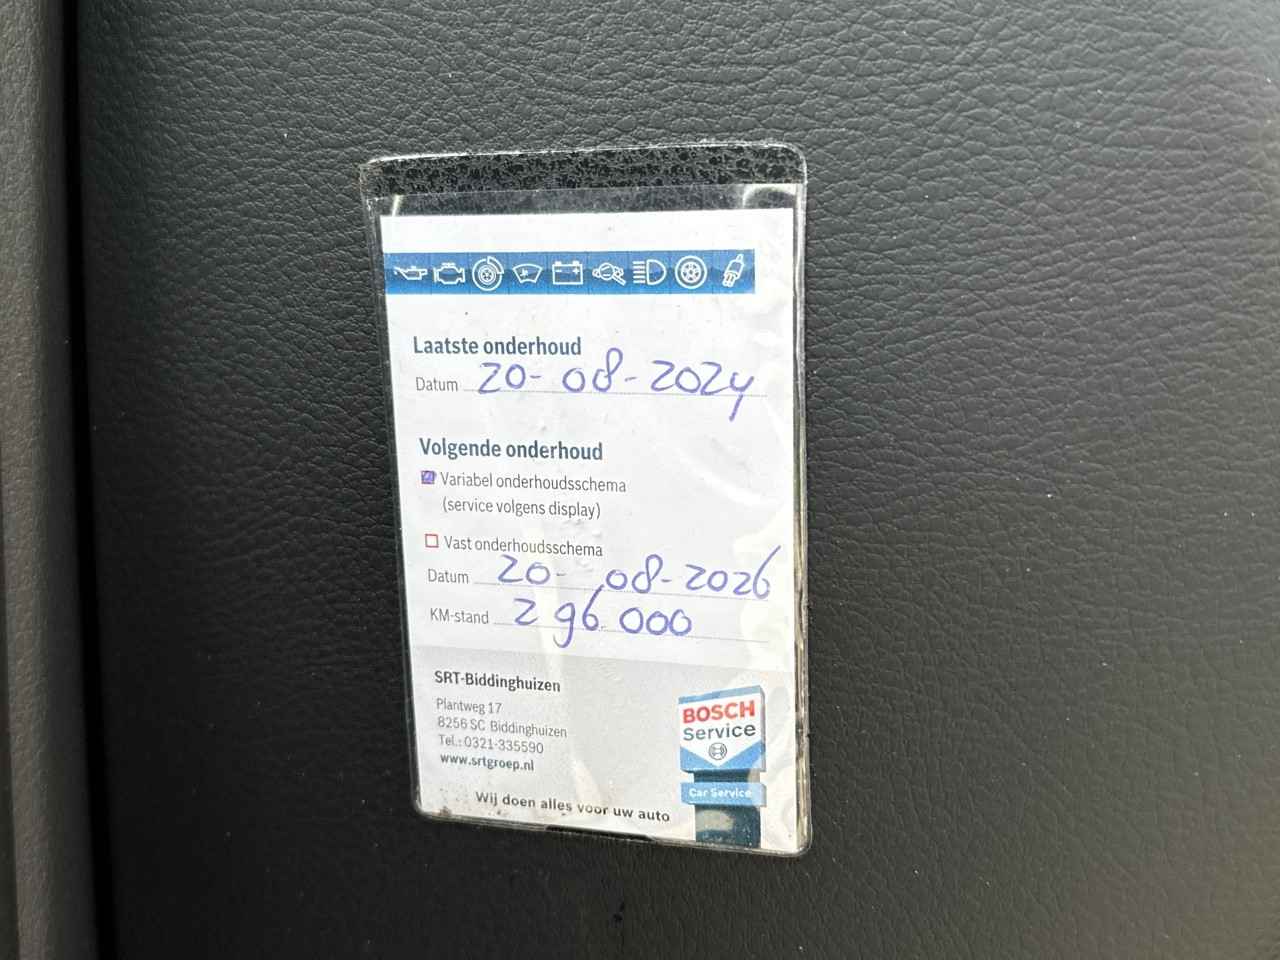 Laatste onderhoud
Datum 20-08-2024
Volgende onderhoud
Variabel onderhoudsschema
(service volgens display)
Vast onderhoudsschema
Datum 20-08-2026
KM-stand 296.000
SRT-Biddinghuizen
Plantweg 17
8256 SC Biddinghuizen
Tel.: 0321-335590
www.srtgroep.nl
Wij doen alles voor uw auto
BOSCH
Service
Car Service